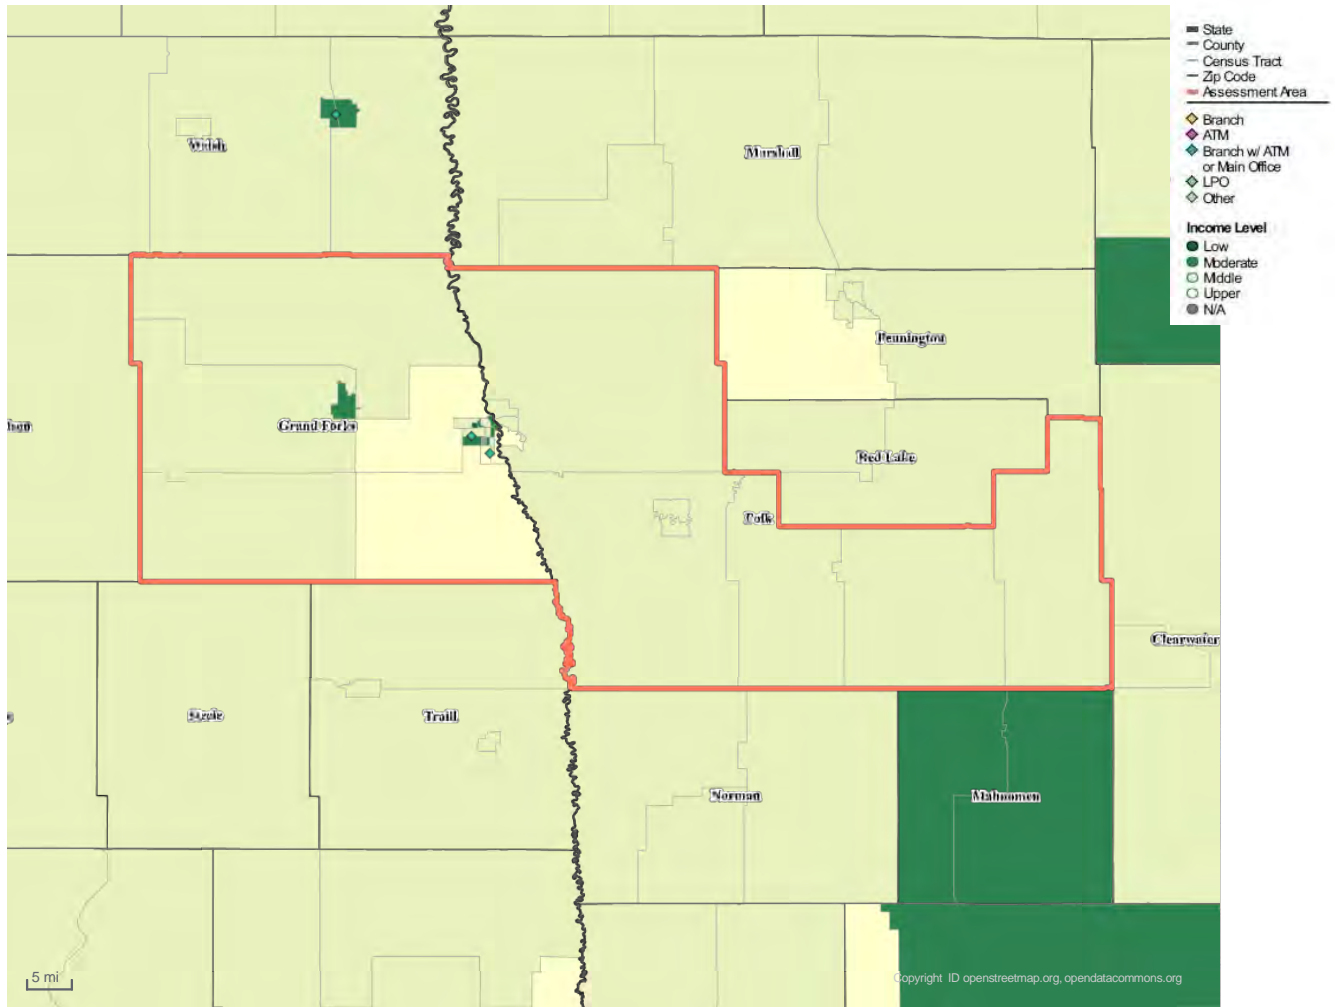 State
County
Census Tract
Zip Code
Assessment Area
Branch
ATM
Branch w/ ATM
or Main Office
LPO
Other
Income Level
Low
Moderate
Middle
Upper
N/A
Walsh
Marshall
Pennington
Grand Forks
Red Lake
Polk
Clearwater
Steele
Traill
Norman
Mahnomen
5 mi
Copyright ID openstreetmap.org, opendatacommons.org